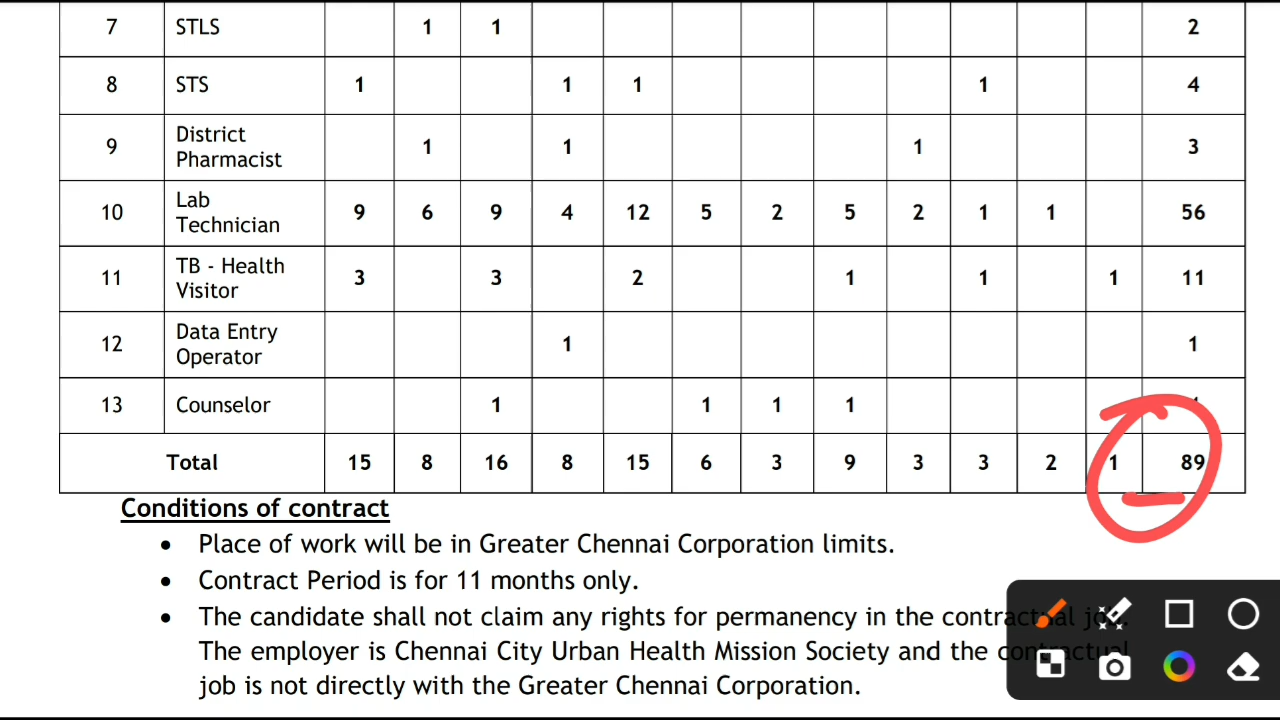 7 STLS 1 1 2
8 STS 1 1 1 1 4
9 District Pharmacist 1 1 1 3
10 Lab Technician 9 6 9 4 12 5 2 5 2 1 1 56
11 TB - Health Visitor 3 3 2 1 1 1 11
12 Data Entry Operator 1 1
13 Counselor 1 1 1 1
Total 15 8 16 8 15 6 3 9 3 3 2 1 89
Conditions of contract
• Place of work will be in Greater Chennai Corporation limits.
• Contract Period is for 11 months only.
• The candidate shall not claim any rights for permanency in the contractual job.
The employer is Chennai City Urban Health Mission Society and the contractual
job is not directly with the Greater Chennai Corporation.